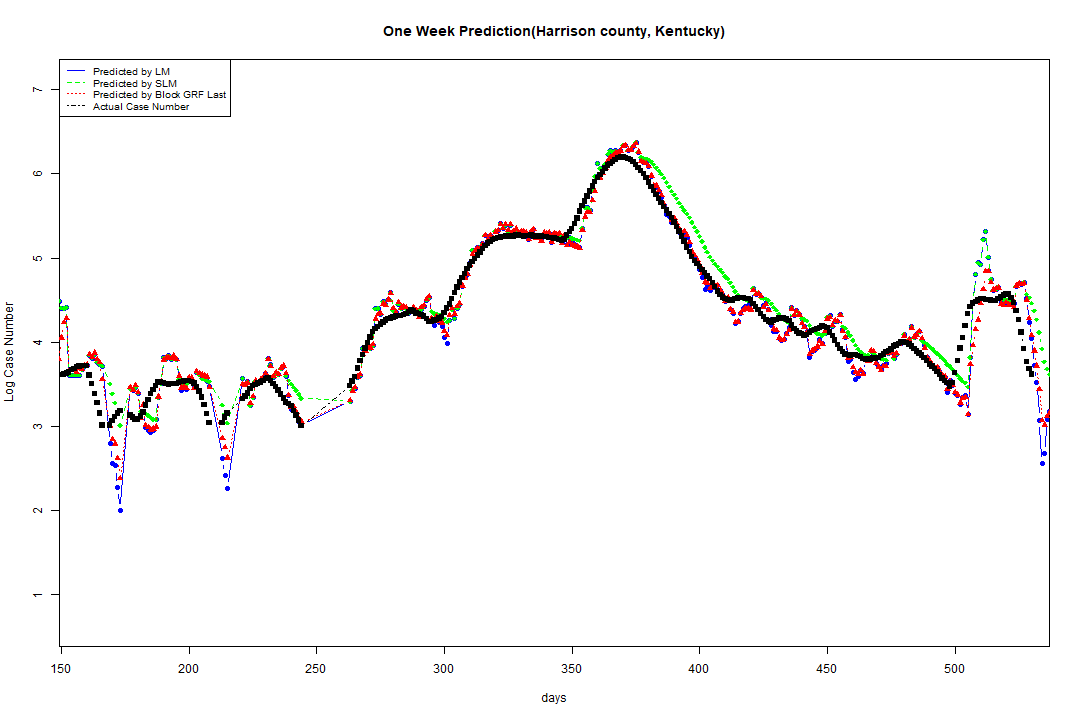 One Week Prediction(Harrison county, Kentucky)
Predicted by LM
Predicted by SLM
Predicted by Block GRF Last
Actual Case Number
Log Case Number
7
6
5
4
3
2
1
150 200 250 300 350 400 450 500
days